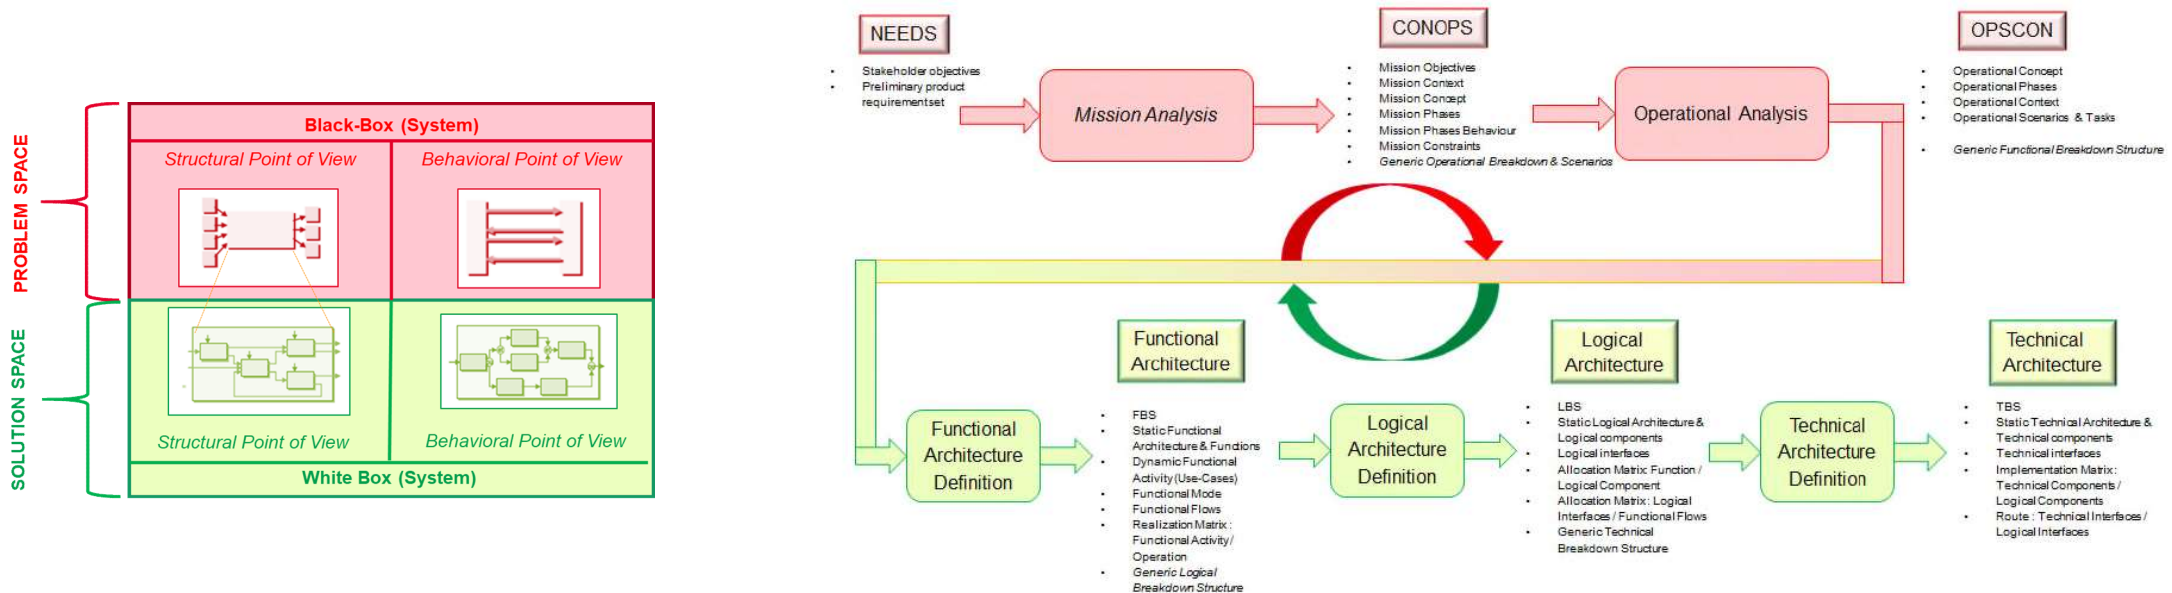 PROBLEM SPACE
SOLUTION SPACE
Black-Box (System)
Structural Point of View
Behavioral Point of View
Structural Point of View
Behavioral Point of View
White Box (System)
NEEDS
• Stakeholder objectives
• Preliminary product
requirement set
Mission Analysis
CONOPS
• Mission Objectives
• Mission Context
• Mission Concept
• Mission Phases
• Mission Phases Behaviour
• Mission Constraints
• Generic Operational Breakdown & Scenarios
Operational Analysis
OPSCON
• Operational Concept
• Operational Phases
• Operational Context
• Operational Scenarios & Tasks
• Generic Functional Breakdown Structure
Functional
Architecture
Definition
Functional
Architecture
• FBS
• Static Functional
Architecture & Functions
• Dynamic Functional
Activity (Use-Cases)
• Functional Mode
• Functional Flows
• Realization Matrix :
Functional Activity /
Operation
• Generic Logical
Breakdown Structure
Logical
Architecture
Definition
Logical
Architecture
• LBS
• Static Logical Architecture &
Logical components
• Logical interfaces
• Allocation Matrix: Function /
Logical Component
• Allocation Matrix : Logical
Interfaces / Functional Flows
• Generic Technical
Breakdown Structure
Technical
Architecture
Definition
Technical
Architecture
• TBS
• Static Technical Architecture &
Technical components
• Technical interfaces
• Implementation Matrix :
Technical Components /
Logical Components
• Route : Technical Interfaces /
Logical Interfaces